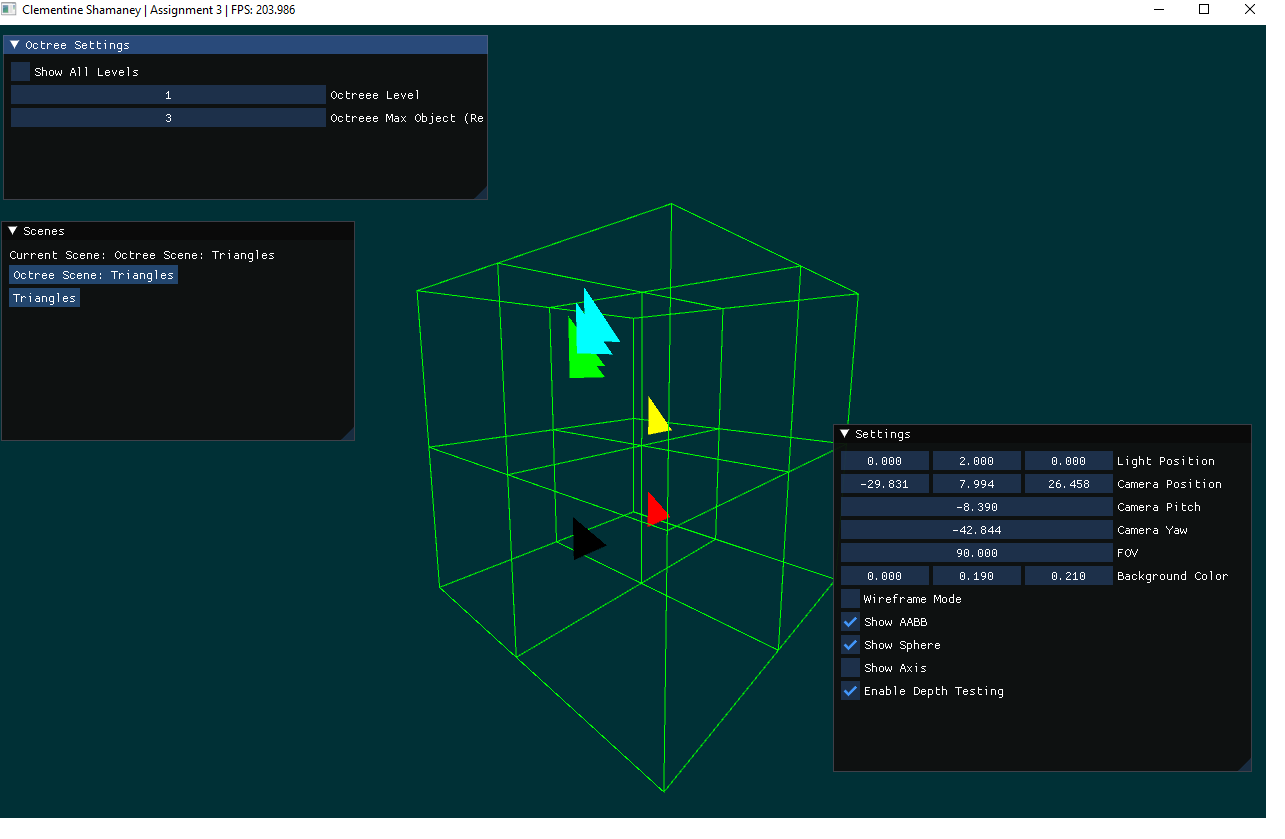 Clementine Shamaney | Assignment 3 | FPS: 203.986
Octree Settings
Show All Levels
1 Octreee Level
3 Octreee Max Object (Re
Scenes
Current Scene: Octree Scene: Triangles
Octree Scene: Triangles
Triangles
Settings
0.000 2.000 0.000 Light Position
-29.831 7.994 26.458 Camera Position
-8.390 Camera Pitch
-42.844 Camera Yaw
90.000 FOV
0.000 0.190 0.210 Background Color
Wireframe Mode
Show AABB
Show Sphere
Show Axis
Enable Depth Testing